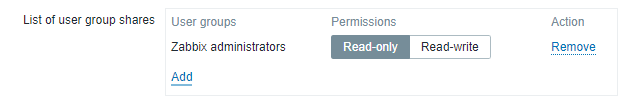 List of user group shares
User groups Permissions Action
Zabbix administrators Read-only Read-write Remove
Add